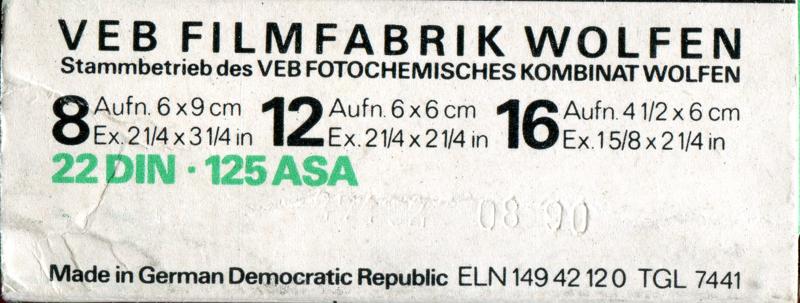 VEB FILMFABRIK WOLFEN
Stammbetrieb des VEB FOTOCHEMISCHES KOMBINAT WOLFEN
8 Aufn. 6 x 9 cm 12 Aufn. 6 x 6 cm 16 Aufn. 4 1/2 x 6 cm
Ex. 2 1/4 x 3 1/4 in Ex. 2 1/4 x 2 1/4 in Ex. 1 5/8 x 2 1/4 in
22 DIN · 125 ASA
08 90
Made in German Democratic Republic ELN 149 42 12 0 TGL 7441